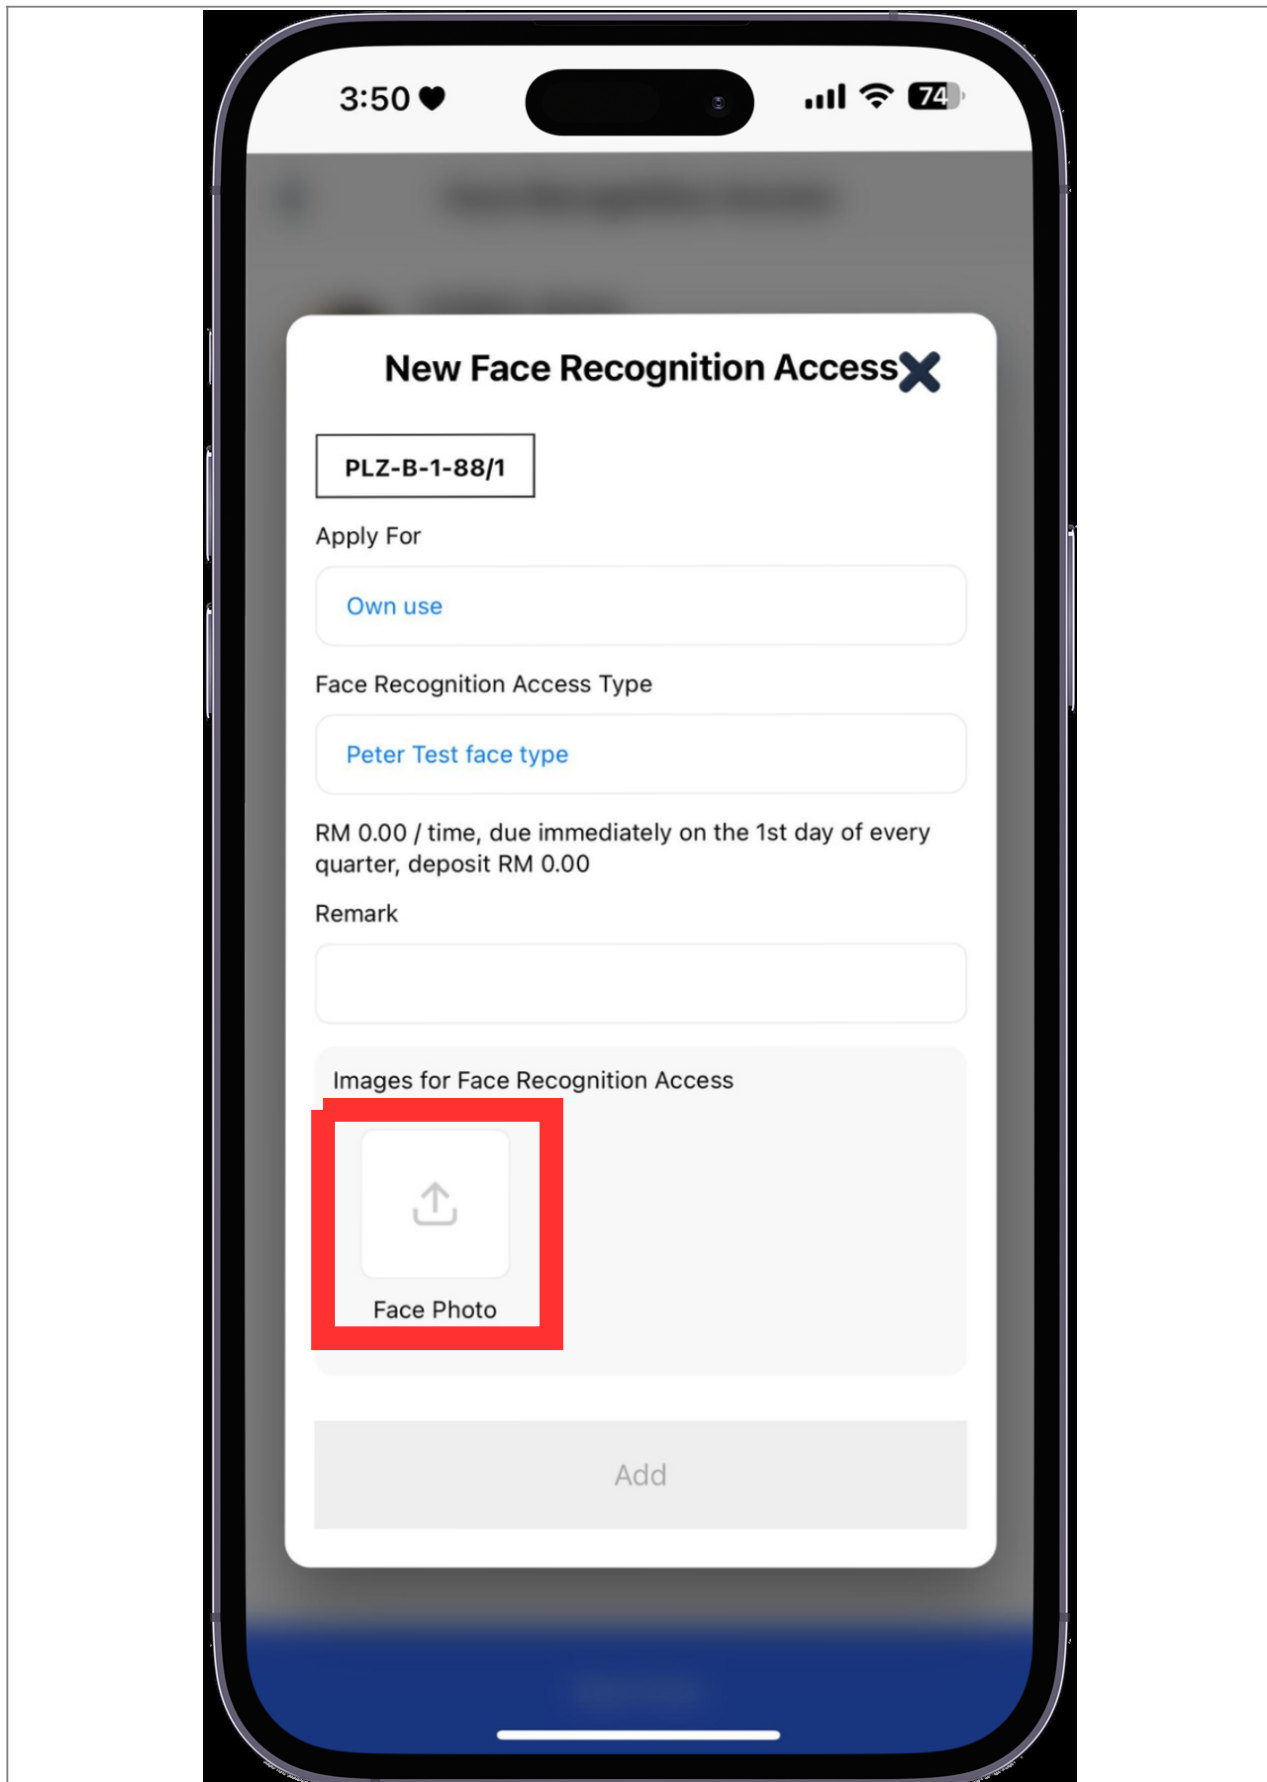 3:50
74
New Face Recognition Access
PLZ-B-1-88/1
Apply For
Own use
Face Recognition Access Type
Peter Test face type
RM 0.00 / time, due immediately on the 1st day of every
quarter, deposit RM 0.00
Remark
Images for Face Recognition Access
Face Photo
Add